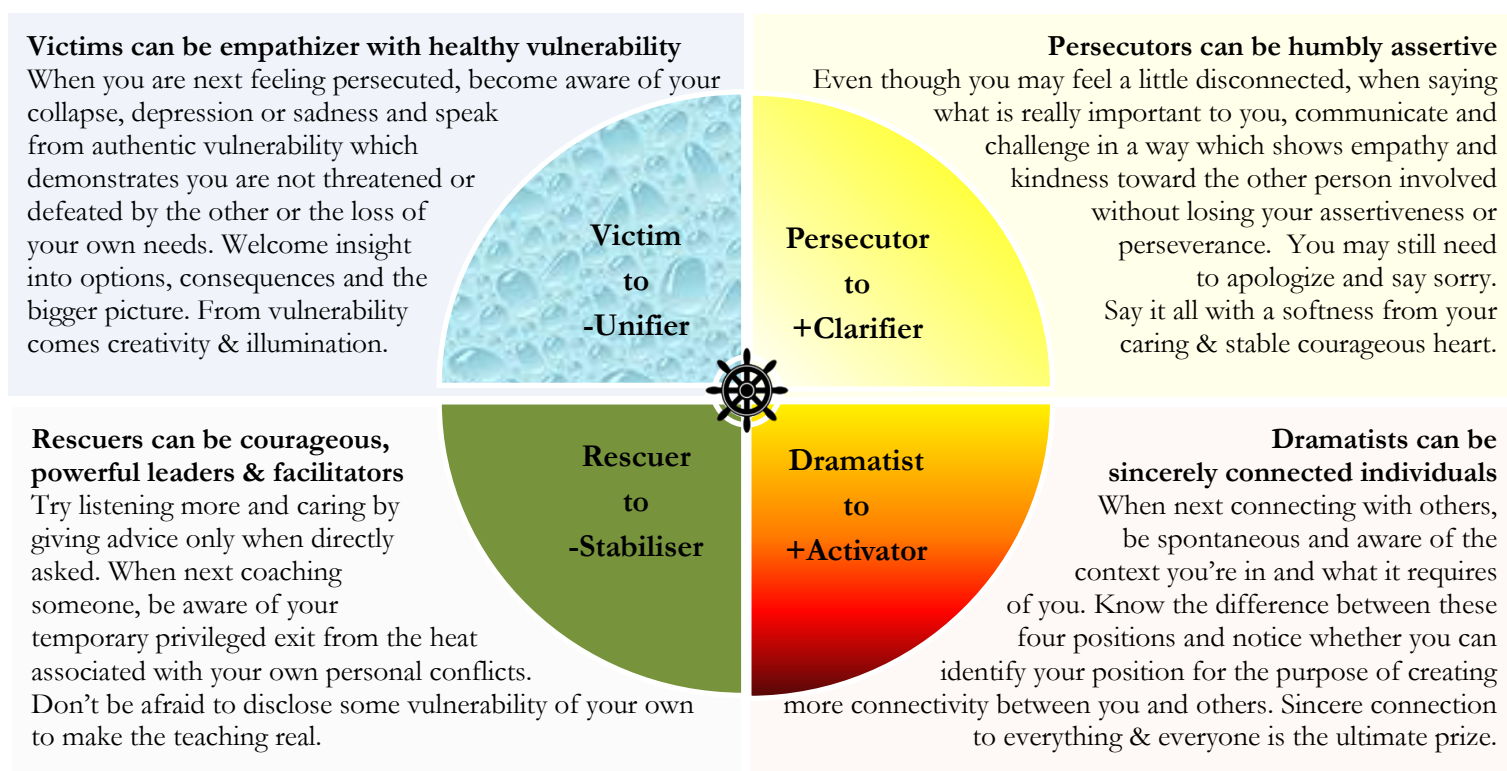 Victims can be empathizer with healthy vulnerability
When you are next feeling persecuted, become aware of your
collapse, depression or sadness and speak
from authentic vulnerability which
demonstrates you are not threatened or
defeated by the other or the loss of
your own needs. Welcome insight
into options, consequences and the
bigger picture. From vulnerability
comes creativity & illumination.
Victim
to
-Unifier
Persecutors can be humbly assertive
Even though you may feel a little disconnected, when saying
what is really important to you, communicate and
challenge in a way which shows empathy and
kindness toward the other person involved
without losing your assertiveness or
perseverance.  You may still need
to apologize and say sorry.
Say it all with a softness from your
caring & stable courageous heart.
Persecutor
to
+Clarifier
Rescuers can be courageous,
powerful leaders & facilitators
Try listening more and caring by
giving advice only when directly
asked. When next coaching
someone, be aware of your
temporary privileged exit from the heat
associated with your own personal conflicts.
Don't be afraid to disclose some vulnerability of your own
to make the teaching real.
Rescuer
to
-Stabiliser
Dramatist
to
+Activator
Dramatists can be
sincerely connected individuals
When next connecting with others,
be spontaneous and aware of the
context you're in and what it requires
of you. Know the difference between these
four positions and notice whether you can
identify your position for the purpose of creating
more connectivity between you and others. Sincere connection
to everything & everyone is the ultimate prize.